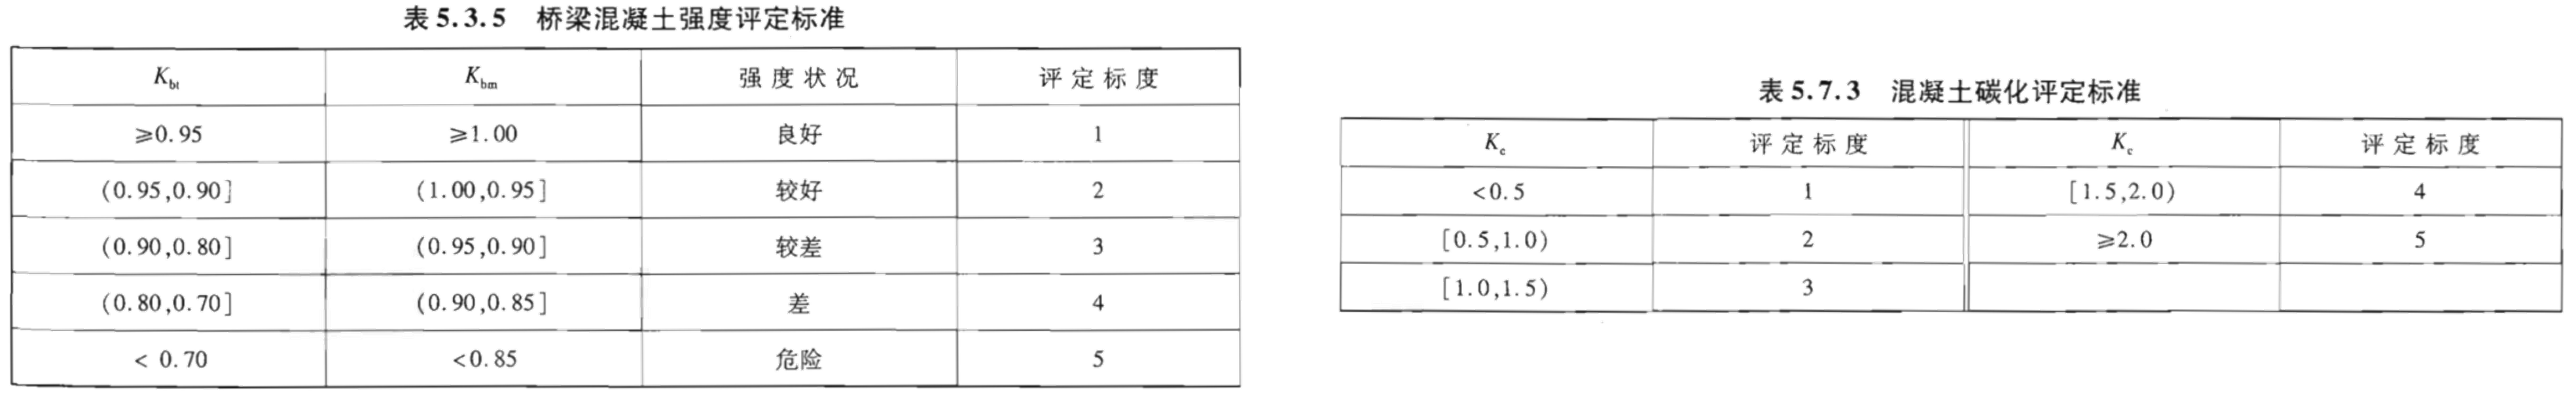 表 5.3.5 桥梁混凝土强度评定标准
Kbt Kbm 强度状况 评定标度
≥0.95 ≥1.00 良好 1
(0.95,0.90] (1.00,0.95] 较好 2
(0.90,0.80] (0.95,0.90] 较差 3
(0.80,0.70] (0.90,0.85] 差 4
< 0.70 <0.85 危险 5
表 5.7.3 混凝土碳化评定标准
Kc 评定标度 Kc 评定标度
<0.5 1 [1.5,2.0) 4
[0.5,1.0) 2 ≥2.0 5
[1.0,1.5) 3